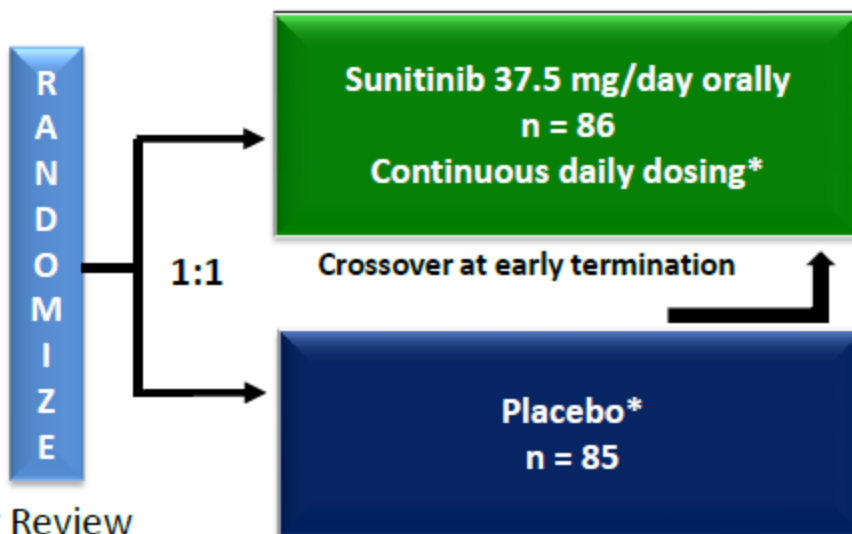 RANDOMIZE
Sunitinib 37.5 mg/day orally
n = 86
Continuous daily dosing*
1:1
Crossover at early termination
Placebo*
n = 85
Review